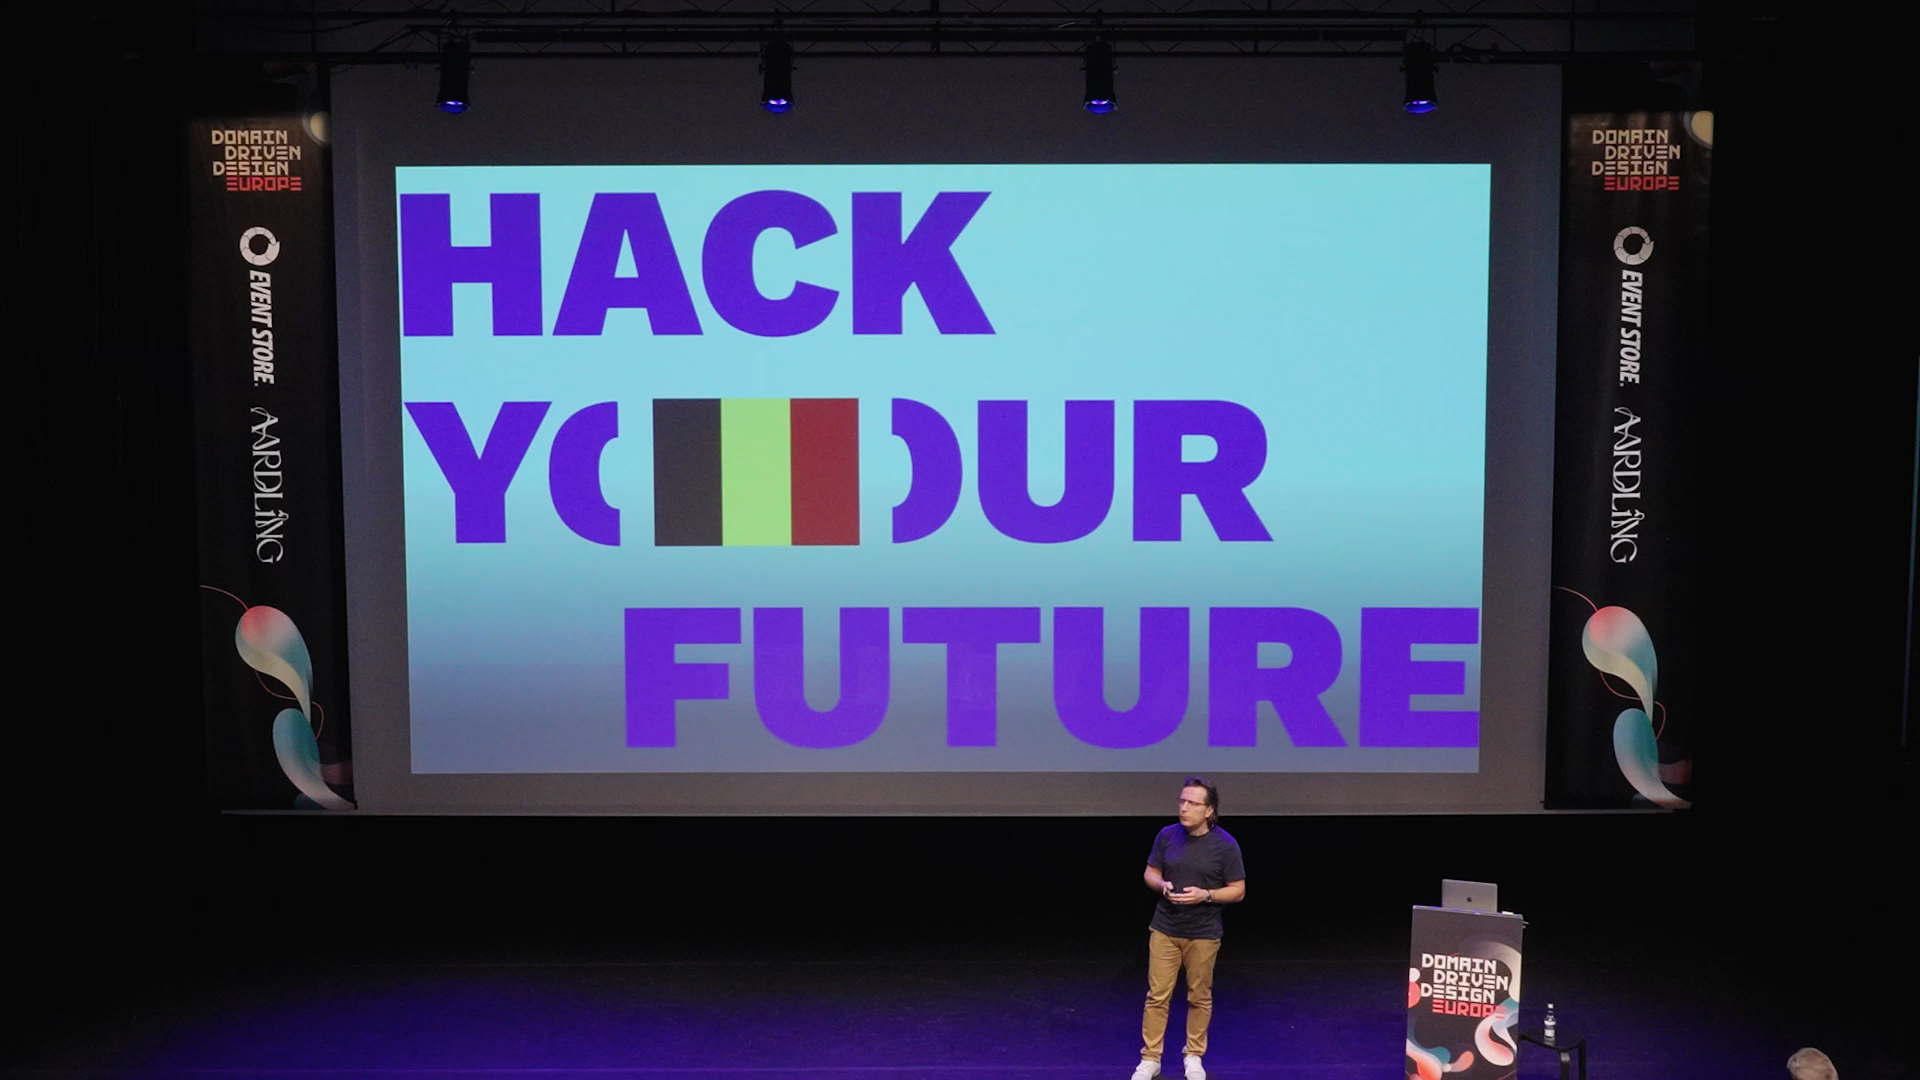 DOMAIN
DRIVEN
DESIGN
EUROPE
EVENT STORE
AARDLING
HACK
YOUR
FUTURE
DOMAIN
DRIVEN
DESIGN
EUROPE
EVENT STORE
AARDLING
DOMAIN
DRIVEN
DESIGN
EUROPE